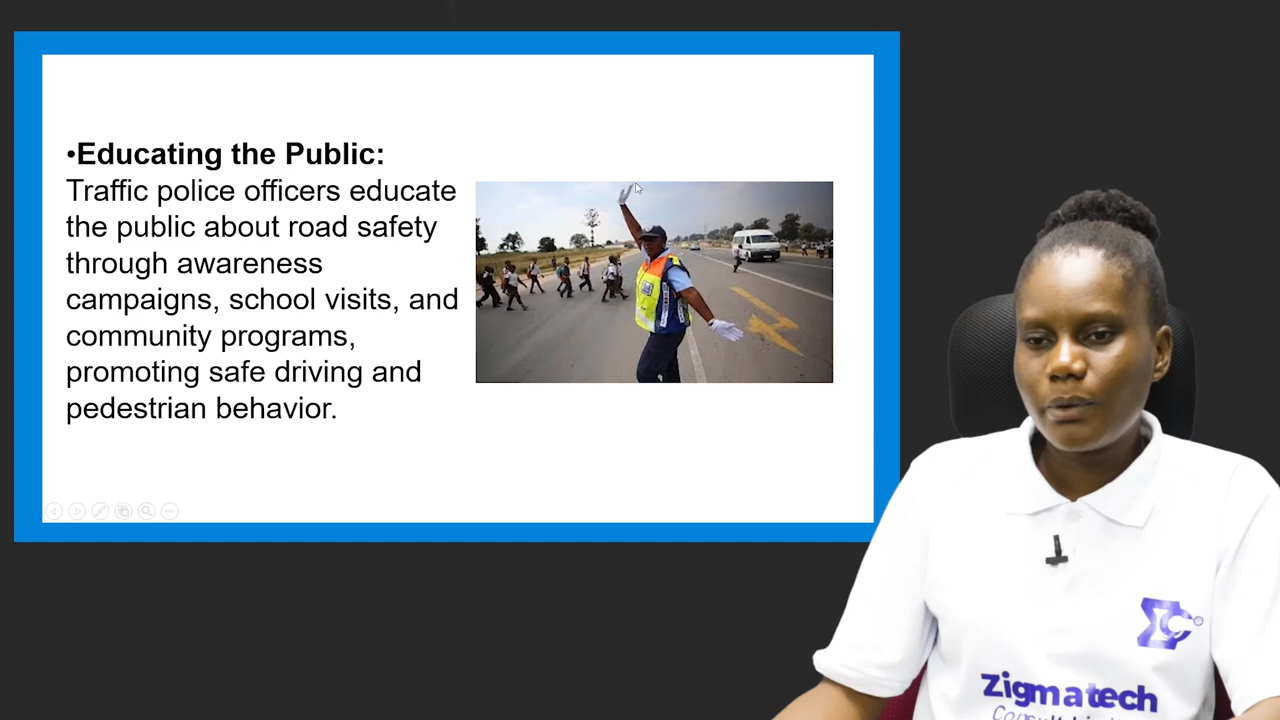 •Educating the Public:
Traffic police officers educate
the public about road safety
through awareness
campaigns, school visits, and
community programs,
promoting safe driving and
pedestrian behavior.
Zigmatech